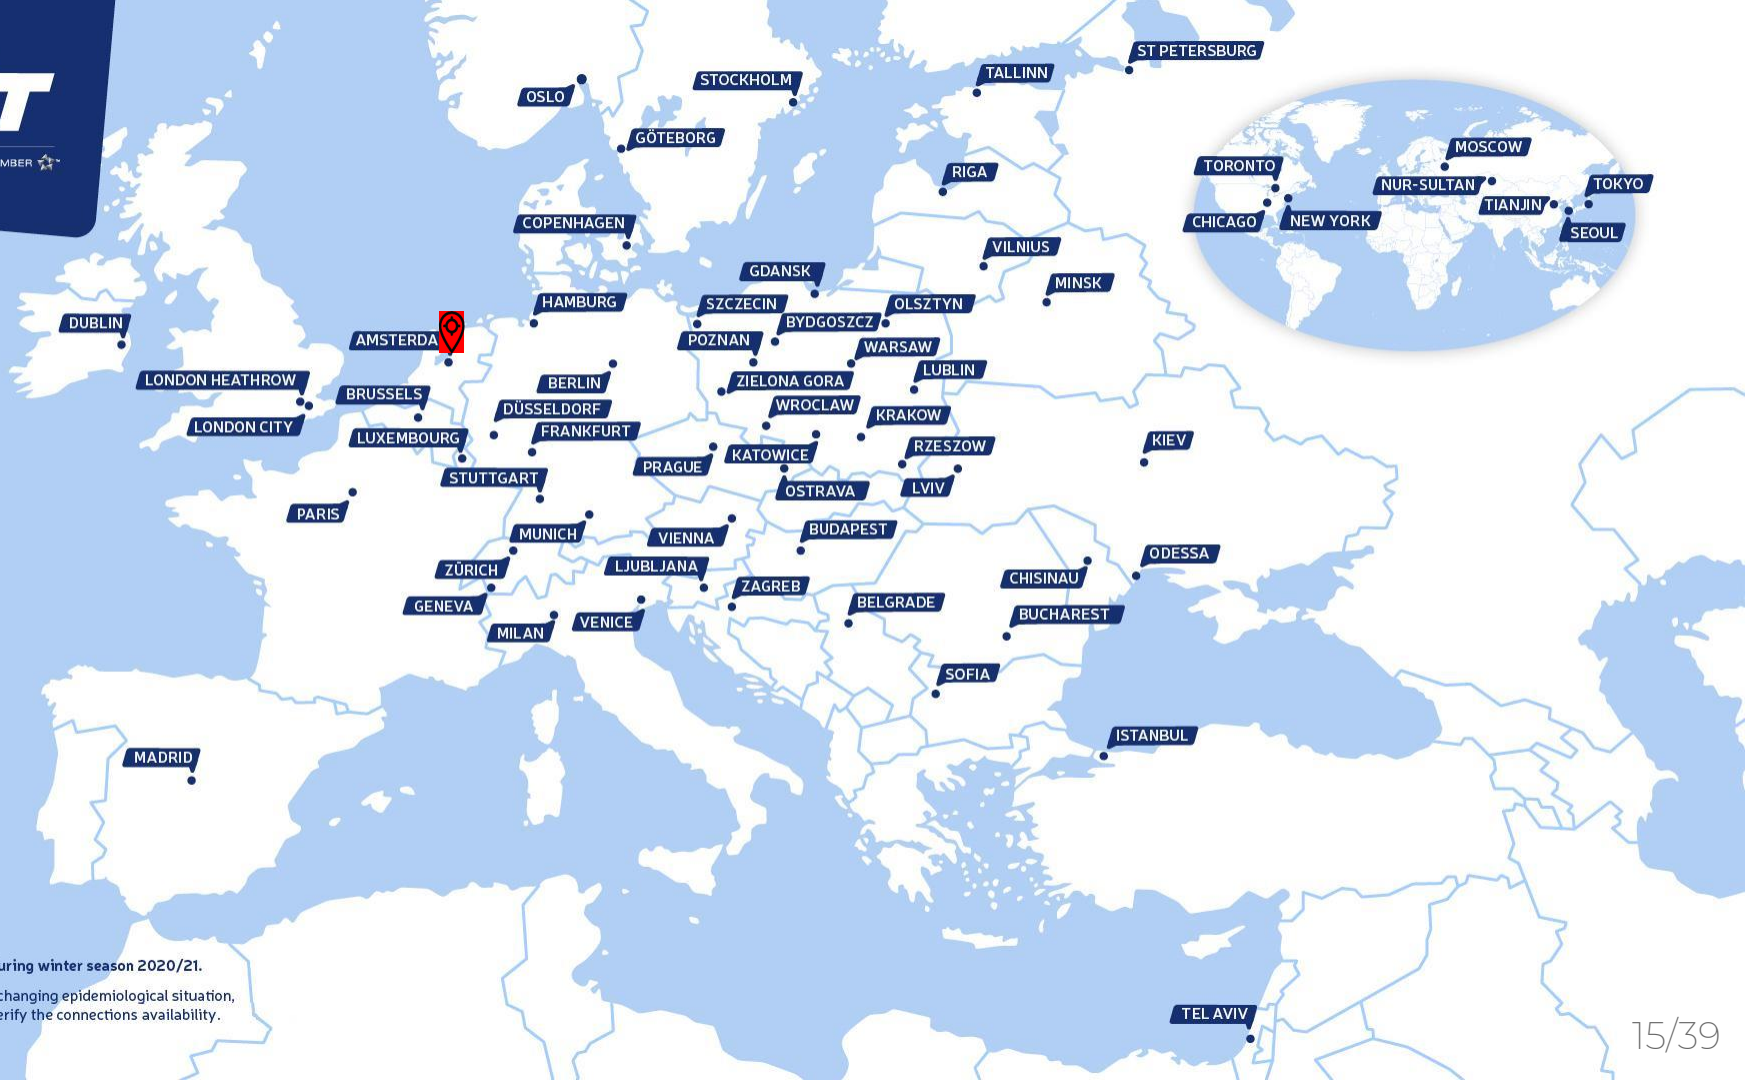 T
MBER
ST PETERSBURG
TALLINN
STOCKHOLM
OSLO
GÖTEBORG
RIGA
COPENHAGEN
VILNIUS
GDANSK
MINSK
HAMBURG
SZCZECIN
OLSZTYN
DUBLIN
BYDGOSZCZ
AMSTERDA
POZNAN
WARSAW
LUBLIN
LONDON HEATHROW
BERLIN
ZIELONA GORA
BRUSSELS
WROCLAW
DÜSSELDORF
KRAKOW
LONDON CITY
FRANKFURT
LUXEMBOURG
KIEV
RZESZOW
KATOWICE
PRAGUE
STUTTGART
OSTRAVA
LVIV
PARIS
MUNICH
VIENNA
BUDAPEST
ODESSA
ZÜRICH
LJUBLJANA
CHISINAU
ZAGREB
GENEVA
BELGRADE
BUCHAREST
VENICE
MILAN
SOFIA
ISTANBUL
MADRID
TEL AVIV
MOSCOW
TORONTO
NUR-SULTAN
TOKYO
TIANJIN
CHICAGO
NEW YORK
SEOUL
uring winter season 2020/21.
changing epidemiological situation,
erify the connections availability.
15/39